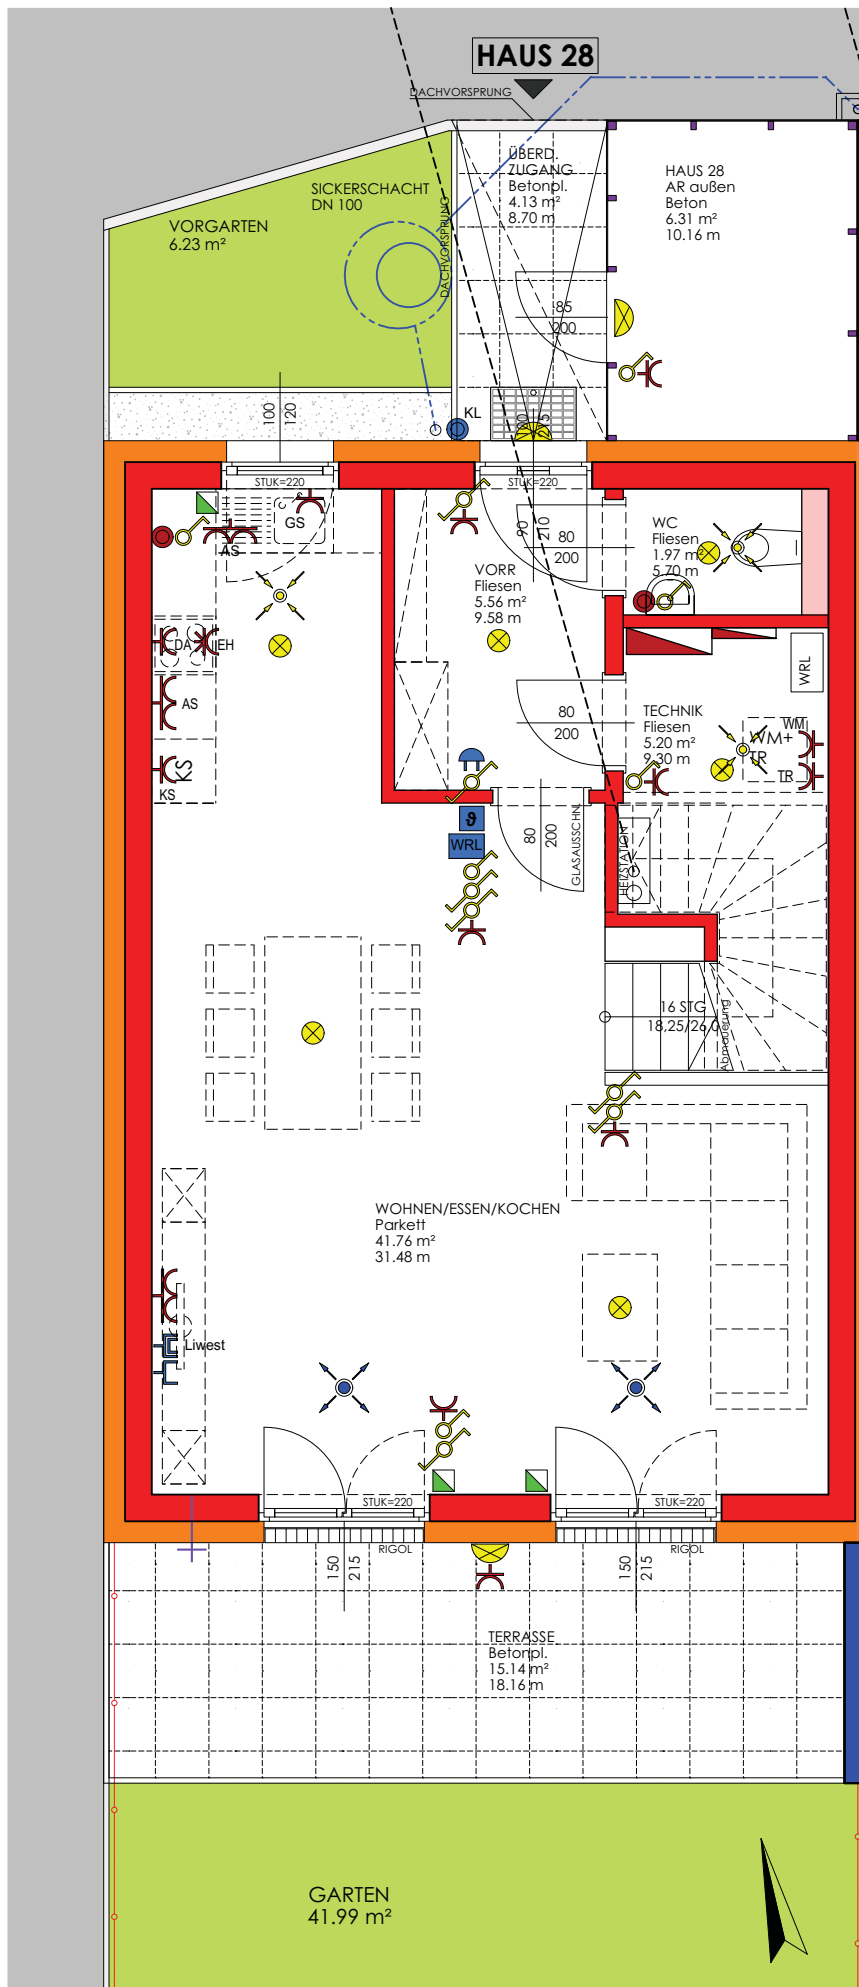 HAUS 28
DACHVORSPRUNG
ÜBERD.
ZUGANG
Betonpl.
4.13 m²
8.70 m
HAUS 28
AR außen
Beton
6.31 m²
10.16 m
SICKERSCHACHT
DN 100
VORGARTEN
6.23 m²
DACHVORSPRUNG
85
200
KL
100
120
STUK=220
STUK=220
GS
AS
90
210
80
200
WC
Fliesen
1.97 m²
5.70 m
VORR
Fliesen
5.56 m²
9.58 m
DA
EH
AS
KS
KS
WRL
80
200
TECHNIK
Fliesen
5.20 m²
9.30 m
WM
WM+
TR
TR
ϑ
WRL
80
200
GLASAUSSCHN.
HEIZSTATION
16 STG
18,25/26,0
Abmauerung
WOHNEN/ESSEN/KOCHEN
Parkett
41.76 m²
31.48 m
Liwest
STUK=220
STUK=220
RIGOL
RIGOL
150
215
150
215
TERRASSE
Betonpl.
15.14 m²
18.16 m
GARTEN
41.99 m²